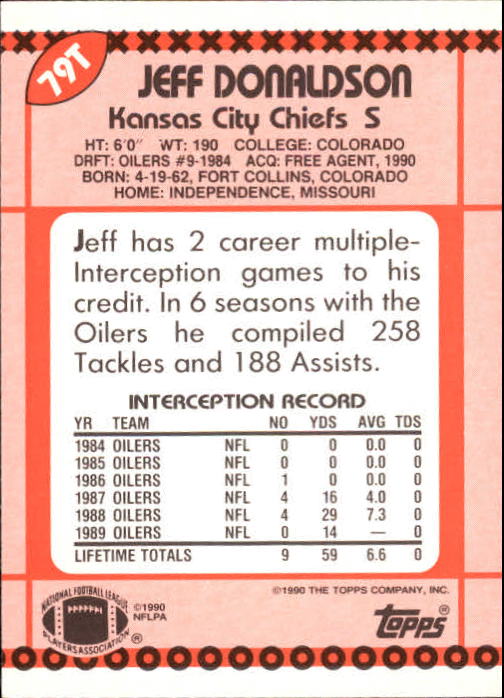 79T
JEFF DONALDSON
Kansas City Chiefs S
HT: 6'0" WT: 190 COLLEGE: COLORADO
DRFT: OILERS #9-1984 ACQ: FREE AGENT, 1990
BORN: 4-19-62, FORT COLLINS, COLORADO
HOME: INDEPENDENCE, MISSOURI
Jeff has 2 career multiple-
Interception games to his
credit. In 6 seasons with the
Oilers he compiled 258
Tackles and 188 Assists.
INTERCEPTION RECORD
YR TEAM NO YDS AVG TDS
1984 OILERS NFL 0 0 0.0 0
1985 OILERS NFL 0 0 0.0 0
1986 OILERS NFL 1 0 0.0 0
1987 OILERS NFL 4 16 4.0 0
1988 OILERS NFL 4 29 7.3 0
1989 OILERS NFL 0 14 — 0
LIFETIME TOTALS 9 59 6.6 0
©1990 THE TOPPS COMPANY, INC.
NATIONAL FOOTBALL LEAGUE
PLAYERS ASSOCIATION ®
©1990
NFLPA
TOPPS®